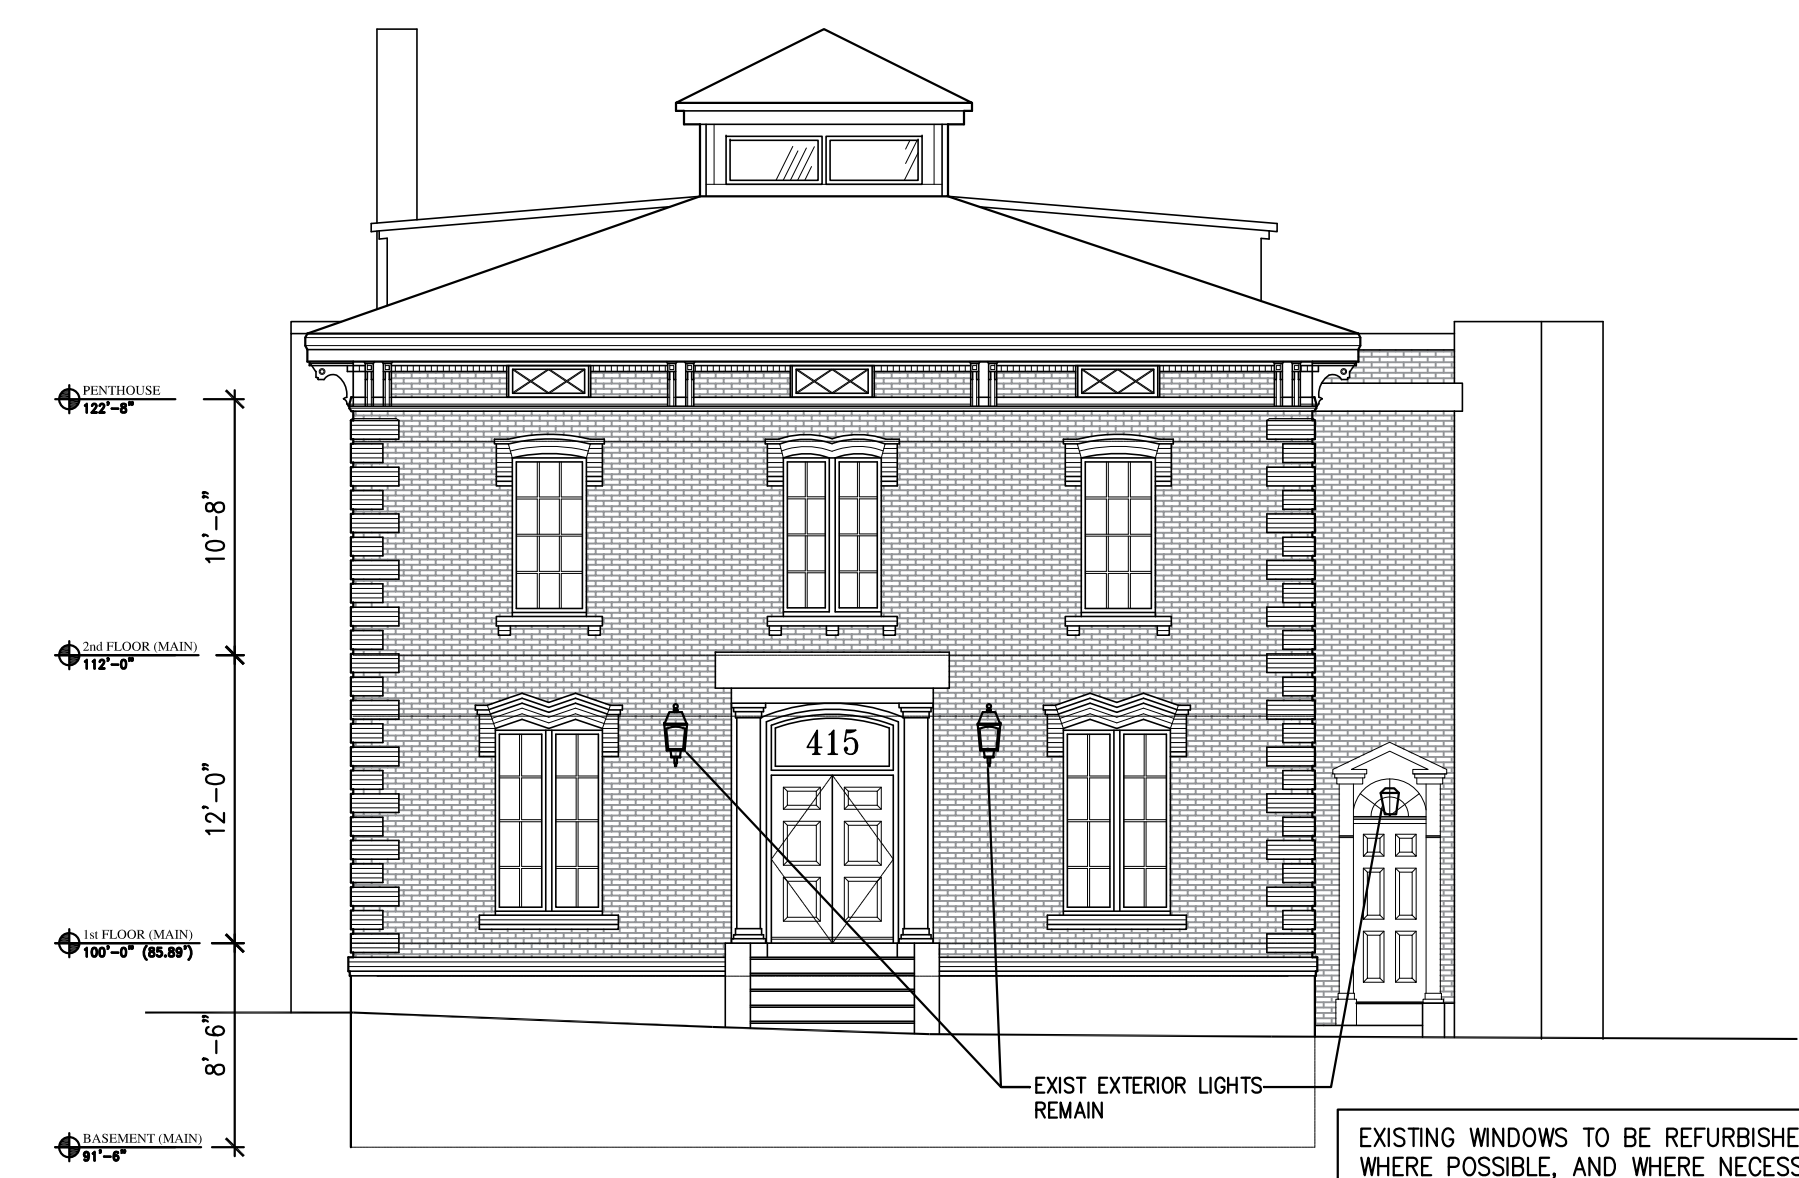 PENTHOUSE
122'-8"
10'-8"
2nd FLOOR (MAIN)
112'-0"
415
12'-0"
1st FLOOR (MAIN)
100'-0" (85.89')
8'-6"
EXIST EXTERIOR LIGHTS
REMAIN
BASEMENT (MAIN)
91'-6"
EXISTING WINDOWS TO BE REFURBISHE
WHERE POSSIBLE, AND WHERE NECESS